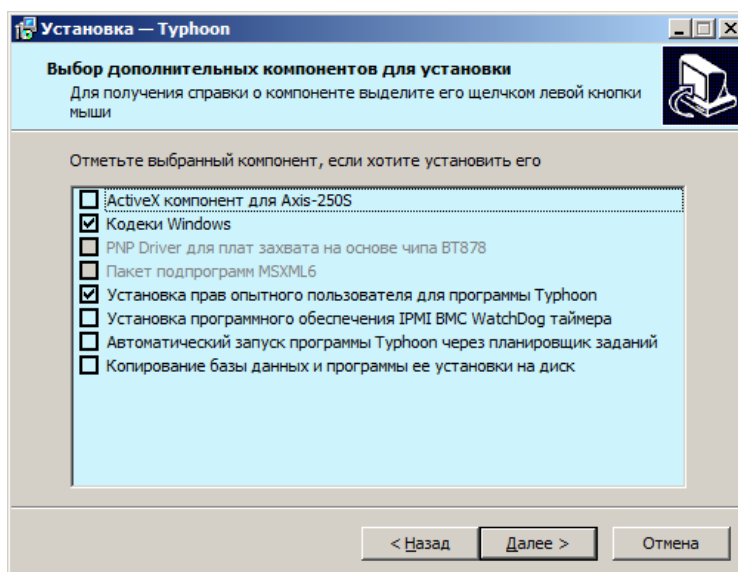 Установка — Typhoon
Выбор дополнительных компонентов для установки
Для получения справки о компоненте выделите его щелчком левой кнопки
мыши
Отметьте выбранный компонент, если хотите установить его
ActiveX компонент для Axis-250S
Кодеки Windows
PNP Driver для плат захвата на основе чипа BT878
Пакет подпрограмм MSXML6
Установка прав опытного пользователя для программы Typhoon
Установка программного обеспечения IPMI BMC WatchDog таймера
Автоматический запуск программы Typhoon через планировщик заданий
Копирование базы данных и программы ее установки на диск
< Назад
Далее >
Отмена